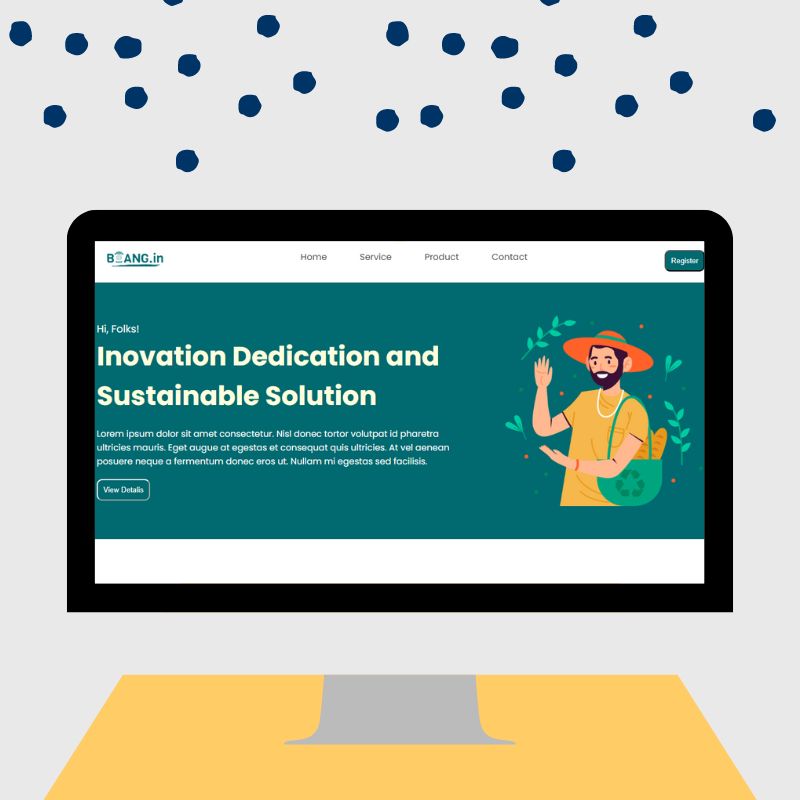 BUANG.in
Home Service Product Contact
Register
Hi, Folks!
Inovation Dedication and
Sustainable Solution
Lorem ipsum dolor sit amet consectetur. Nisl donec tortor volutpat id pharetra
ultricies mauris. Eget augue at egestas et consequat quis ultricies. At vel aenean
posuere neque a fermentum donec eros ut. Nullam mi egestas sed facilisis.
View Detalis